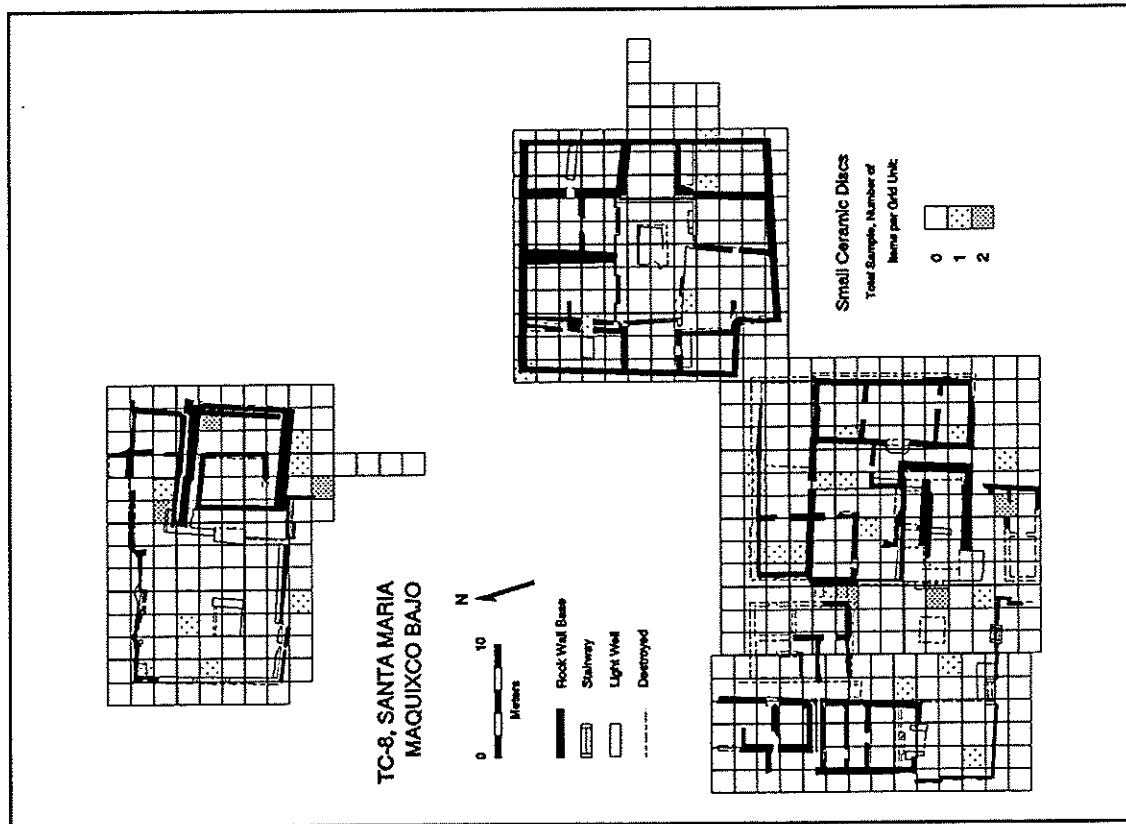 TC-8, SANTA MARIA
MAQUIXCO BAJO
N
0 10
Meters
Rock Wall Base
Stairway
Light Well
Destroyed
Small Ceramic Discs
Total Sample, Number of
Items per Grid Unit:
0
1
2